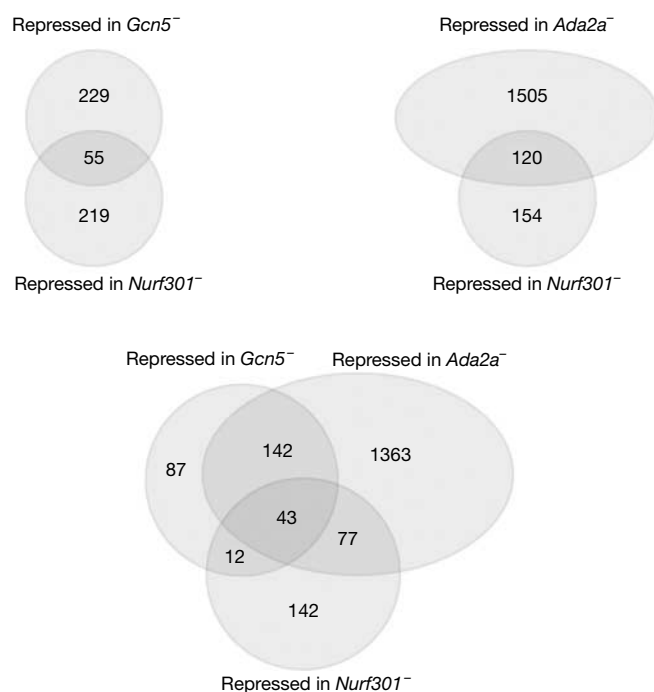 Repressed in Gcn5⁻
229
55
219
Repressed in Nurf301⁻
Repressed in Ada2a⁻
1505
120
154
Repressed in Nurf301⁻
Repressed in Gcn5⁻
Repressed in Ada2a⁻
87
142
1363
43
12
77
142
Repressed in Nurf301⁻